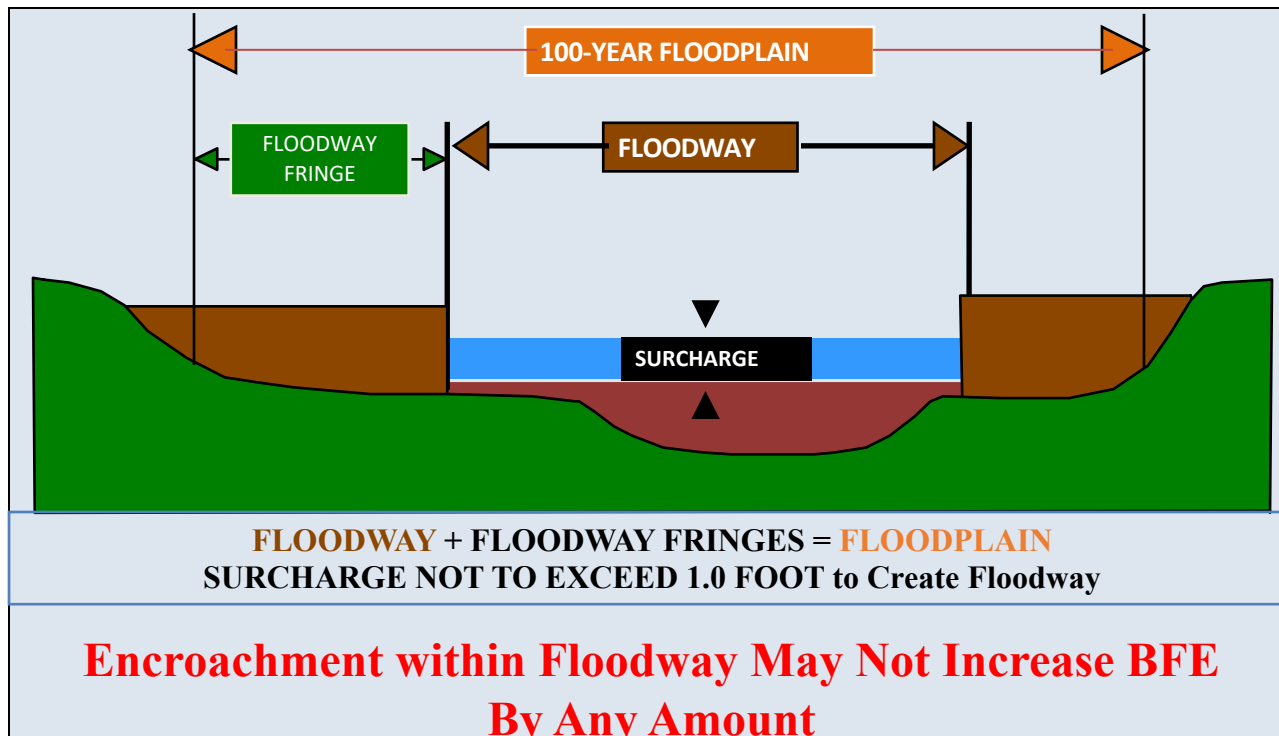 100-YEAR FLOODPLAIN
FLOODWAY
FRINGE
FLOODWAY
SURCHARGE
FLOODWAY + FLOODWAY FRINGES = FLOODPLAIN
SURCHARGE NOT TO EXCEED 1.0 FOOT to Create Floodway
Encroachment within Floodway May Not Increase BFE
By Any Amount